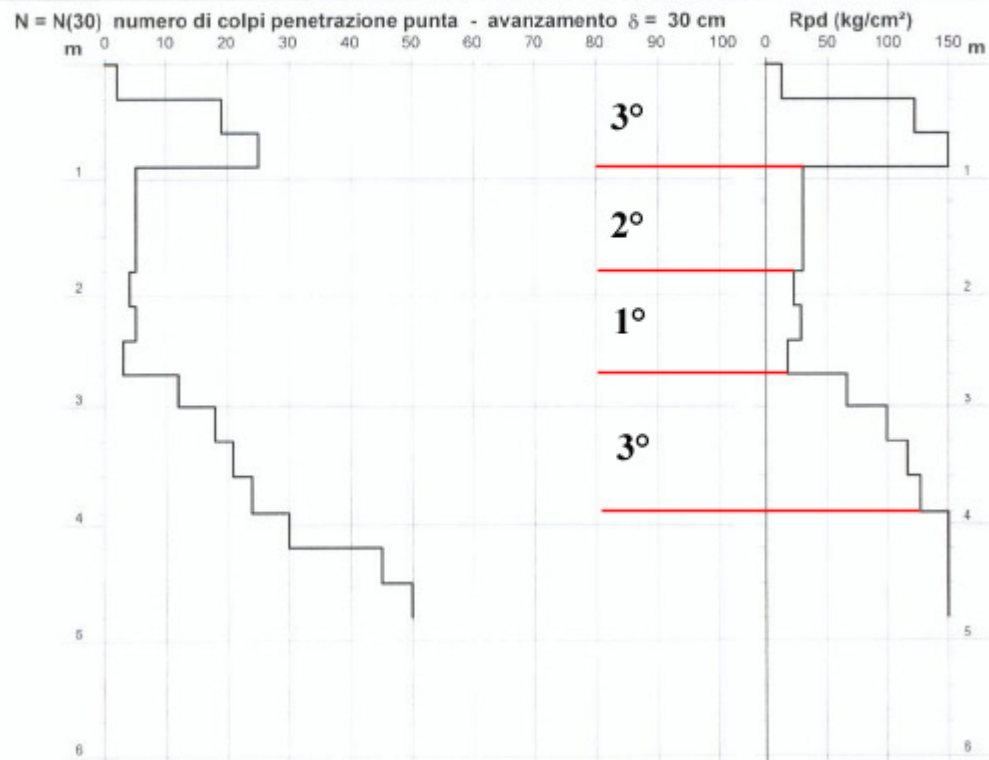 N = N(30) numero di colpi penetrazione punta - avanzamento δ = 30 cm
Rpd (kg/cm²)
m 0 10 20 30 40 50 60 70 80 90 100
0 50 100 150 m
3°
1 1
2°
2 2
1°
3 3
3°
4 4
5 5
6 6